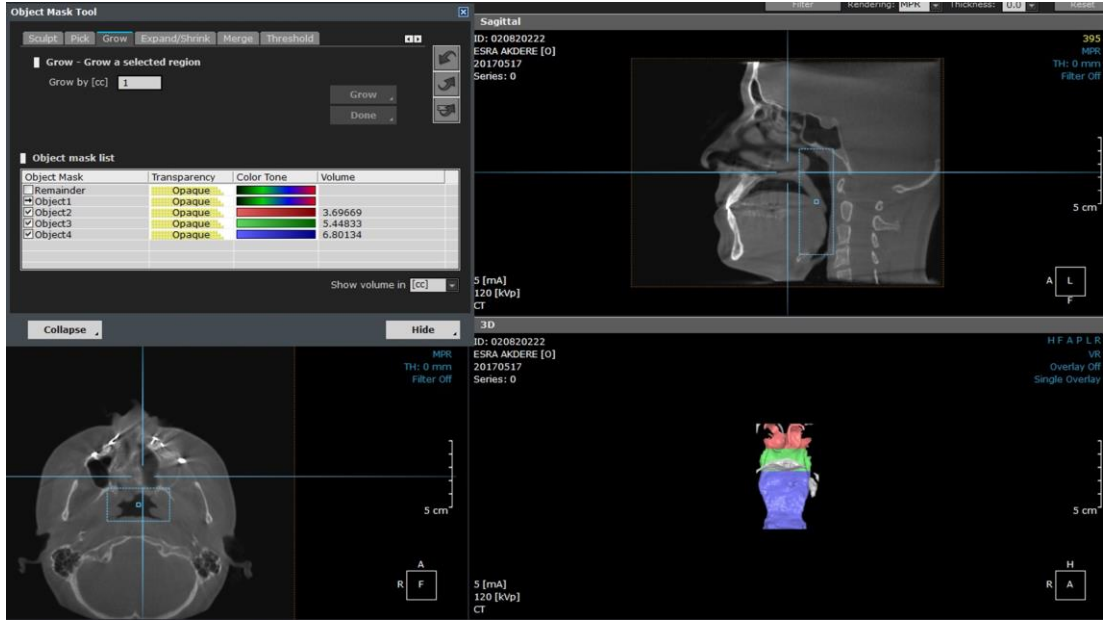 Object Mask Tool
Sculpt Pick Grow Expand/Shrink Merge Threshold
Grow - Grow a selected region
Grow by [cc] 1
Grow
Done
Object mask list
Object Mask Transparency Color Tone Volume
Remainder Opaque
Object1 Opaque
Object2 Opaque 3.69669
Object3 Opaque 5.44833
Object4 Opaque 6.80134
Show volume in [cc]
Collapse Hide
MPR
TH: 0 mm
Filter Off
5 cm
A
R F
Filter Rendering: MPR Thickness: 0.0 Reset
Sagittal
ID: 020820222
ESRA AKDERE [O]
20170517
Series: 0
395
MPR
TH: 0 mm
Filter Off
5 cm
5 [mA]
120 [kVp]
CT
A L
F
3D
ID: 020820222
ESRA AKDERE [O]
20170517
Series: 0
H F A P L R
VR
Overlay Off
Single Overlay
5 cm
5 [mA]
120 [kVp]
CT
H
R A